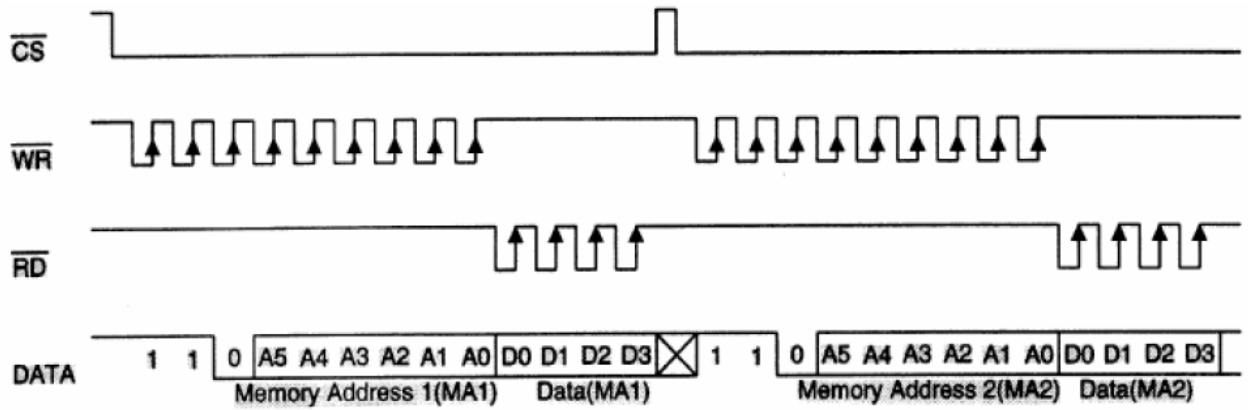 CS
WR
RD
DATA 1 1 0 A5 A4 A3 A2 A1 A0 D0 D1 D2 D3 1 1 0 A5 A4 A3 A2 A1 A0 D0 D1 D2 D3
Memory Address 1(MA1) Data(MA1) Memory Address 2(MA2) Data(MA2)